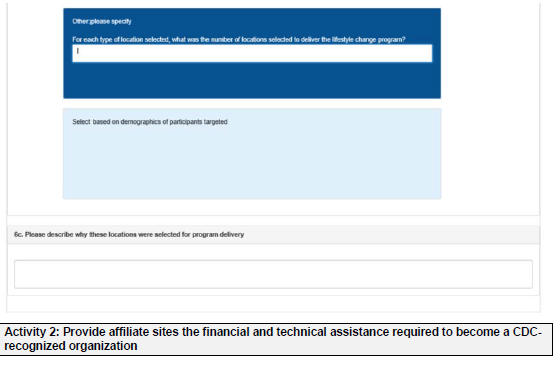 Other:please specify
For each type of location selected, what was the number of locations selected to deliver the lifestyle change program?
Select based on demographics of participants targeted
6c. Please describe why these locations were selected for program delivery
Activity 2: Provide affiliate sites the financial and technical assistance required to become a CDC-
recognized organization